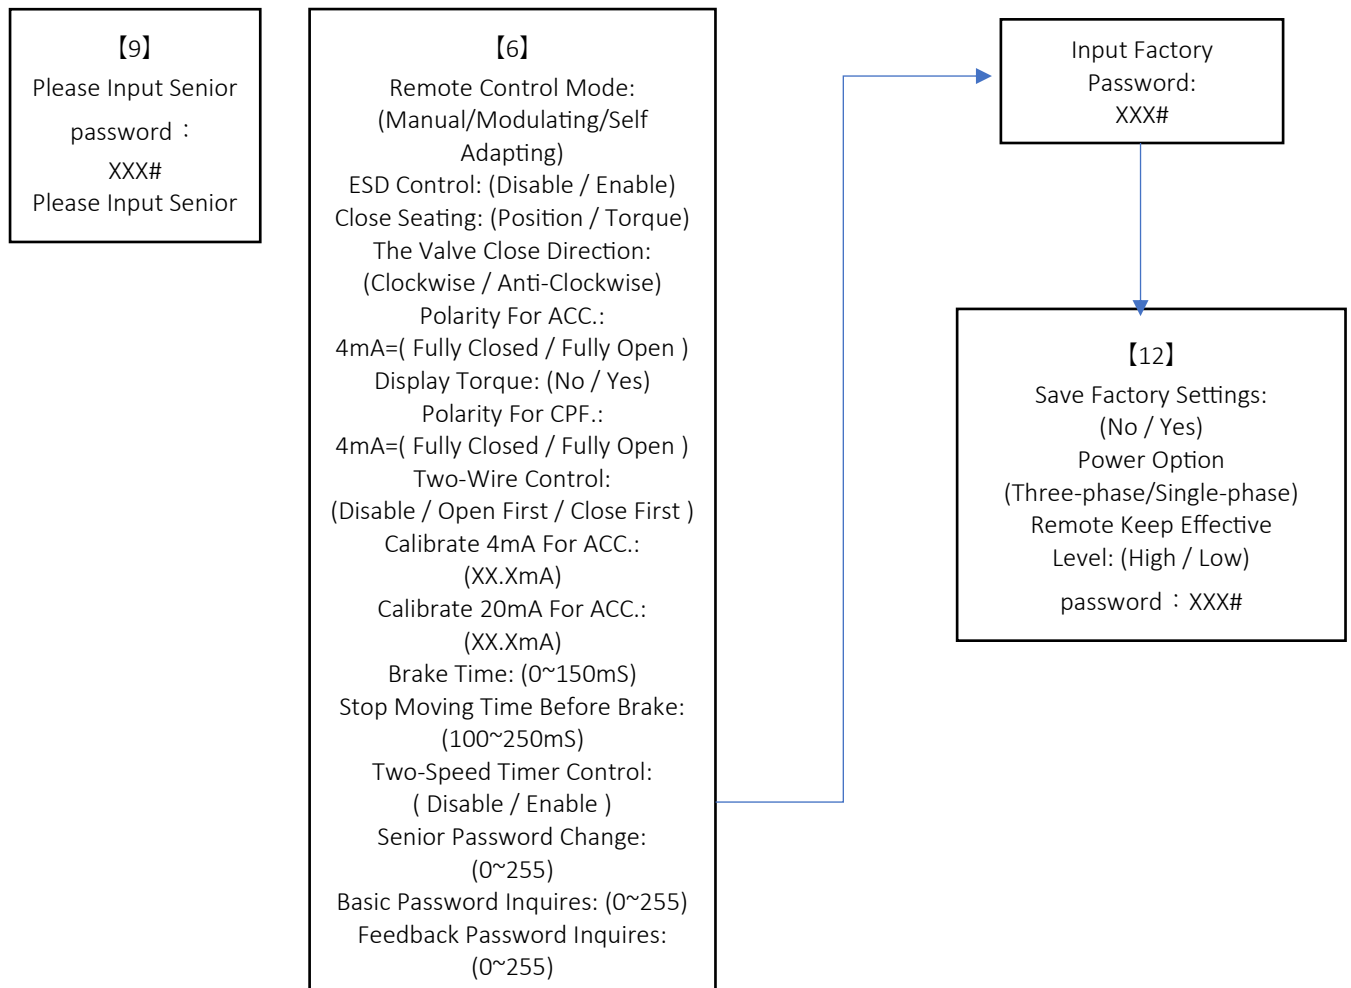 【9】
Please Input Senior
password：
XXX#
Please Input Senior
【6】
Remote Control Mode:
(Manual/Modulating/Self
Adapting)
ESD Control: (Disable / Enable)
Close Seating: (Position / Torque)
The Valve Close Direction:
(Clockwise / Anti-Clockwise)
Polarity For ACC.:
4mA=( Fully Closed / Fully Open )
Display Torque: (No / Yes)
Polarity For CPF.:
4mA=( Fully Closed / Fully Open )
Two-Wire Control:
(Disable / Open First / Close First )
Calibrate 4mA For ACC.:
(XX.XmA)
Calibrate 20mA For ACC.:
(XX.XmA)
Brake Time: (0~150mS)
Stop Moving Time Before Brake:
(100~250mS)
Two-Speed Timer Control:
( Disable / Enable )
Senior Password Change:
(0~255)
Basic Password Inquires: (0~255)
Feedback Password Inquires:
(0~255)
Input Factory
Password:
XXX#
【12】
Save Factory Settings:
(No / Yes)
Power Option
(Three-phase/Single-phase)
Remote Keep Effective
Level: (High / Low)
password：XXX#